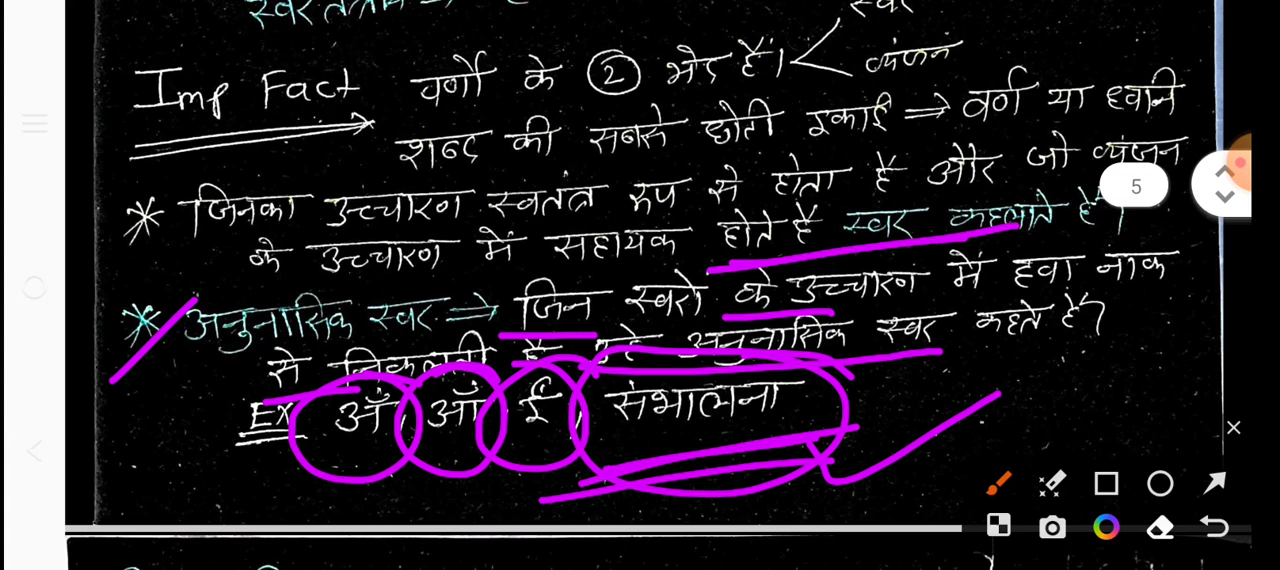 स्वर
Imp Fact वर्णो के 2 भेद हैं। व्यंजन
शब्द की सबसे छोटी इकाई ⇒ वर्ण या ध्वनि
* जिनका उच्चारण स्वतंत्र रूप से होता है और जो व्यंजन
5
के उच्चारण में सहायक होते हैं स्वर कहलाते हैं।
* अनुनासिक स्वर ⇒ जिन स्वरो के उच्चारण में हवा नाक
से निकलती है उन्हे अनुनासिक स्वर कहते हैं?
Ex अँ, आँ, ई, संभालना